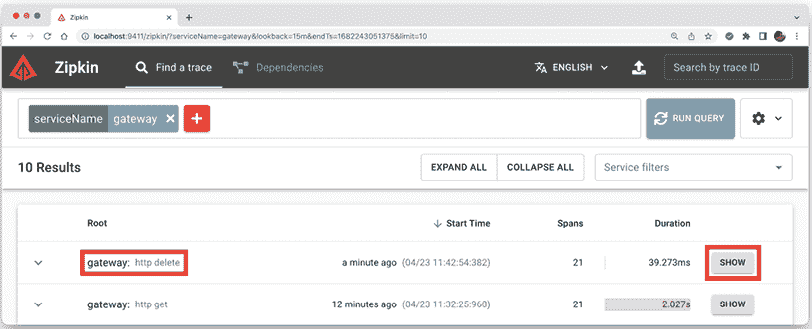 Zipkin
localhost:9411/zipkin/?serviceName=gateway&lookback=15m&endTs=1682243051375&limit=10
Zipkin Find a trace Dependencies ENGLISH Search by trace ID
serviceName gateway RUN QUERY
10 Results EXPAND ALL COLLAPSE ALL Service filters
Root Start Time Spans Duration
gateway: http delete a minute ago (04/23 11:42:54:382) 21 39.273ms SHOW
gateway: http get 12 minutes ago (04/23 11:32:25:960) 21 2.027s SHOW